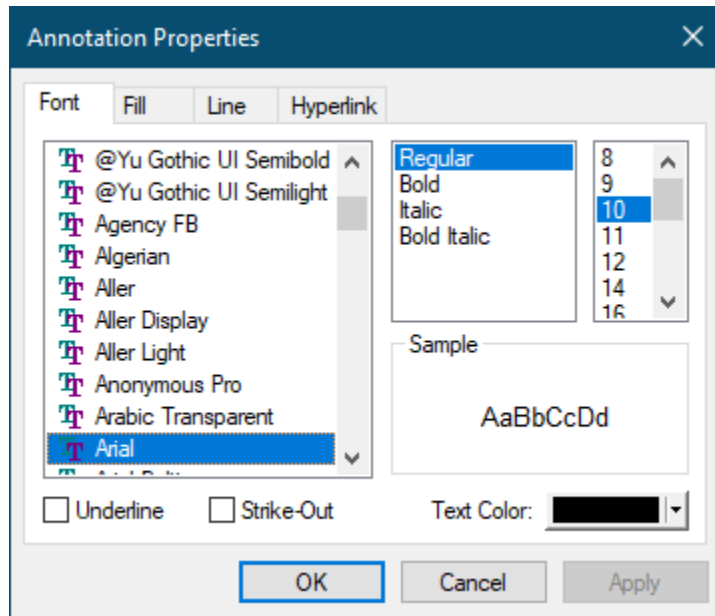 Annotation Properties
Font Fill Line Hyperlink
@Yu Gothic UI Semibold
@Yu Gothic UI Semilight
Agency FB
Algerian
Aller
Aller Display
Aller Light
Anonymous Pro
Arabic Transparent
Arial
Regular
Bold
Italic
Bold Italic
8
9
10
11
12
14
16
Sample
AaBbCcDd
Underline Strike-Out Text Color:
OK Cancel Apply